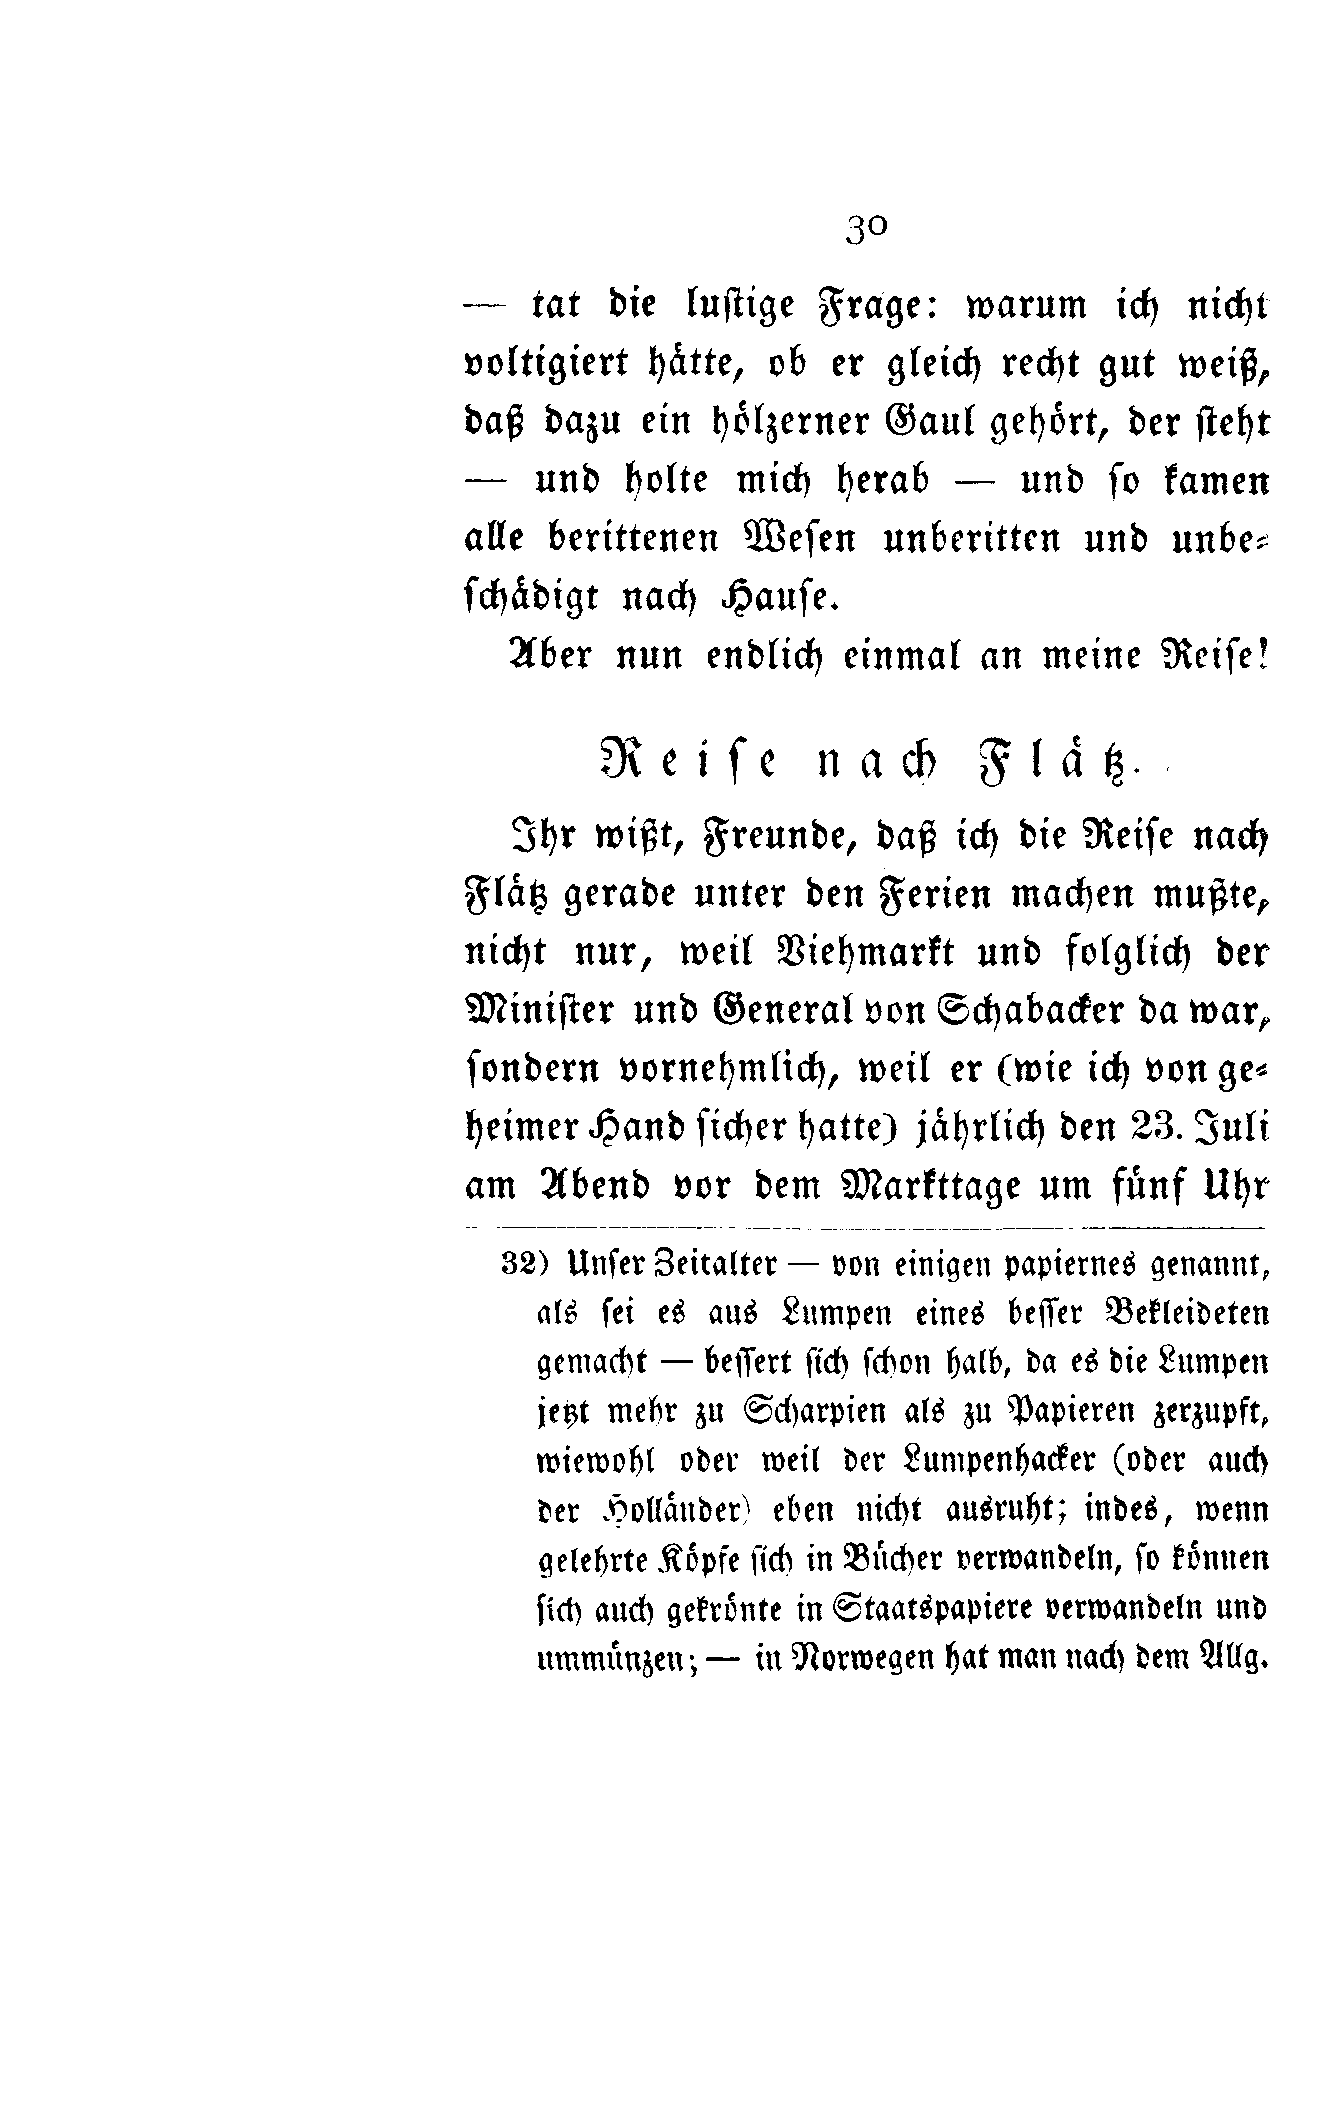 30
— tat die lustige Frage: warum ich nicht
voltigiert hätte, ob er gleich recht gut weiß,
daß dazu ein hölzerner Gaul gehört, der steht
— und holte mich herab — und so kamen
alle berittenen Wesen unberitten und unbe-
schädigt nach Hause.
Aber nun endlich einmal an meine Reise!
Reise nach Flätz.
Ihr wißt, Freunde, daß ich die Reise nach
Flätz gerade unter den Ferien machen mußte,
nicht nur, weil Viehmarkt und folglich der
Minister und General von Schabacker da war,
sondern vornehmlich, weil er (wie ich von ge-
heimer Hand sicher hatte) jährlich den 23. Juli
am Abend vor dem Markttage um fünf Uhr
32) Unser Zeitalter — von einigen papiernes genannt,
als sei es aus Lumpen eines besser Bekleideten
gemacht — bessert sich schon halb, da es die Lumpen
jetzt mehr zu Scharpien als zu Papieren zerzupft,
wiewohl oder weil der Lumpenhacker (oder auch
der Holländer) eben nicht ausruht; indes, wenn
gelehrte Köpfe sich in Bücher verwandeln, so können
sich auch gekrönte in Staatspapiere verwandeln und
ummünzen; — in Norwegen hat man nach dem Allg.